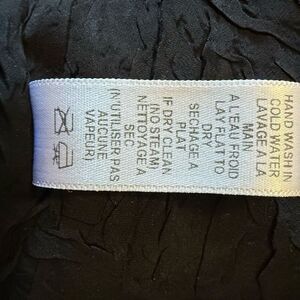 HAND WASH IN
COLD WATER
LAVAGE A LA
MAIN
A L'EAU FROID
LAY FLAT TO
DRY
SECHAGE A
PLAT
IF DRY CLEAN
(NO STCLAM)
NETTOYAGE A
SEC
(N'UTILISER PAS
AUCUNE
VAPEUR)